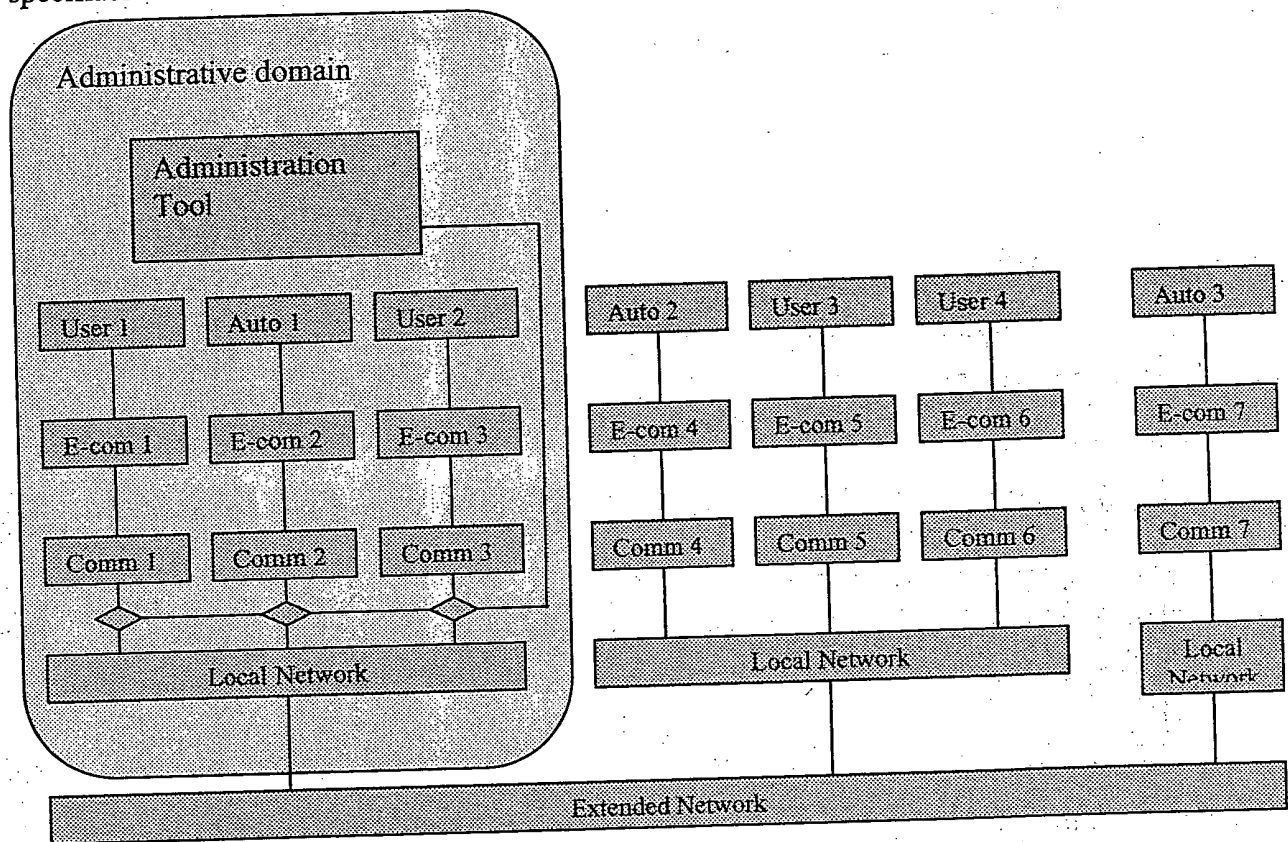 Administrative domain
Administration
Tool
User 1
Auto 1
User 2
Auto 2
User 3
User 4
Auto 3
E-com 1
E-com 2
E-com 3
E-com 4
E-com 5
E-com 6
E-com 7
Comm 1
Comm 2
Comm 3
Comm 4
Comm 5
Comm 6
Comm 7
Local Network
Local Network
Local
Network
Extended Network